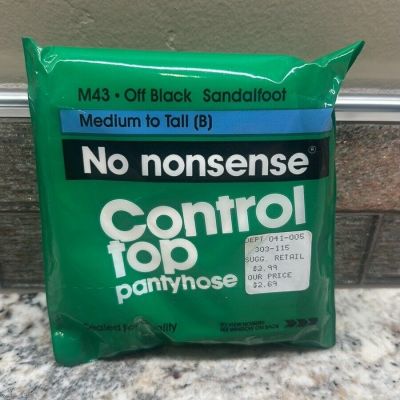 M43 • Off Black Sandalfoot
Medium to Tall (B)
No nonsense®
Control
top
pantyhose
DEPT 041-005
303-115
SUGG. RETAIL
$2.99
OUR PRICE
$2.69
Sealed for Quality